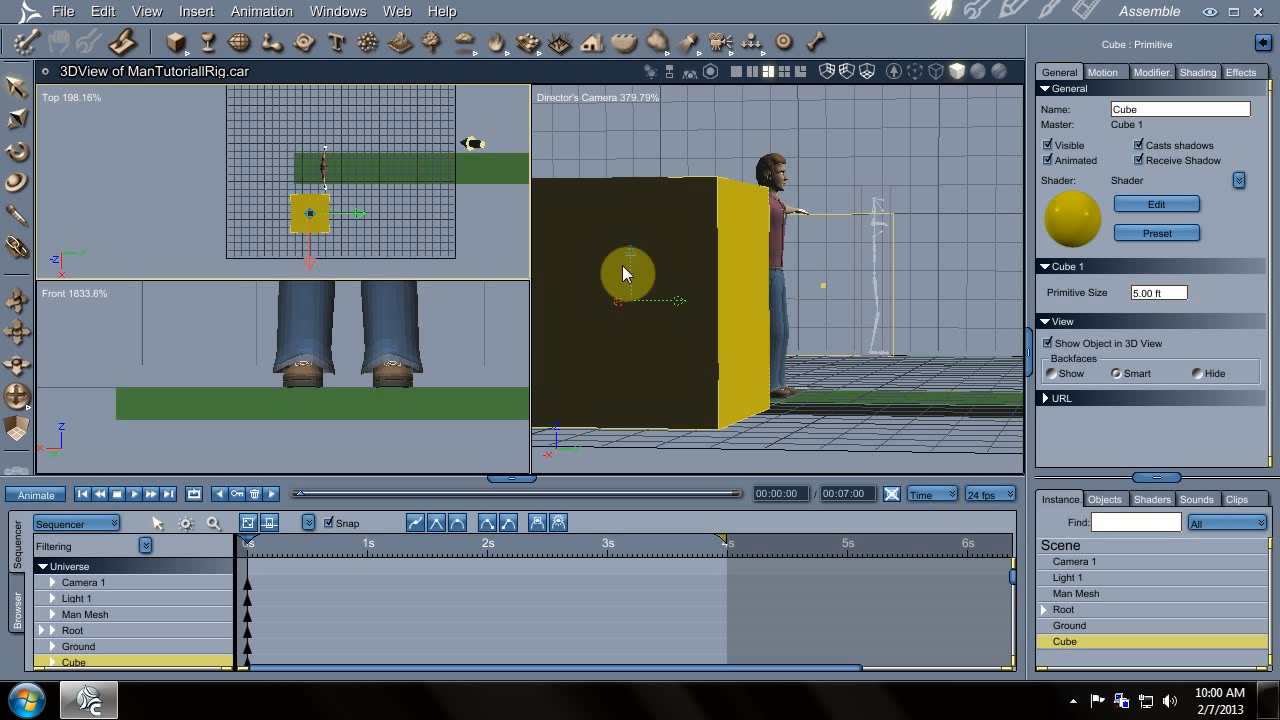 File Edit View Insert Animation Windows Web Help
Assemble
3DView of ManTutoriallRig.car
Cube : Primitive
General Motion Modifier. Shading Effects
Top 198.16%
Director's Camera 379.79%
General
Name: Cube
Master: Cube 1
Visible Casts shadows
Animated Receive Shadow
Shader: Shader
Edit
Preset
Cube 1
Primitive Size 5.00 ft
Front 1833.6%
View
Show Object in 3D View
Backfaces
Show Smart Hide
URL
Animate
00:00:00 / 00:07:00 Time 24 fps
Instance. Objects Shaders Sounds Clips
Find: All
Sequencer Snap
Sequencer
Browser
Filtering
0s 1s 2s 3s 4s 5s 6s
Universe
Camera 1
Light 1
Man Mesh
Root
Ground
Cube
Scene
Camera 1
Light 1
Man Mesh
Root
Ground
Cube
10:00 AM
2/7/2013